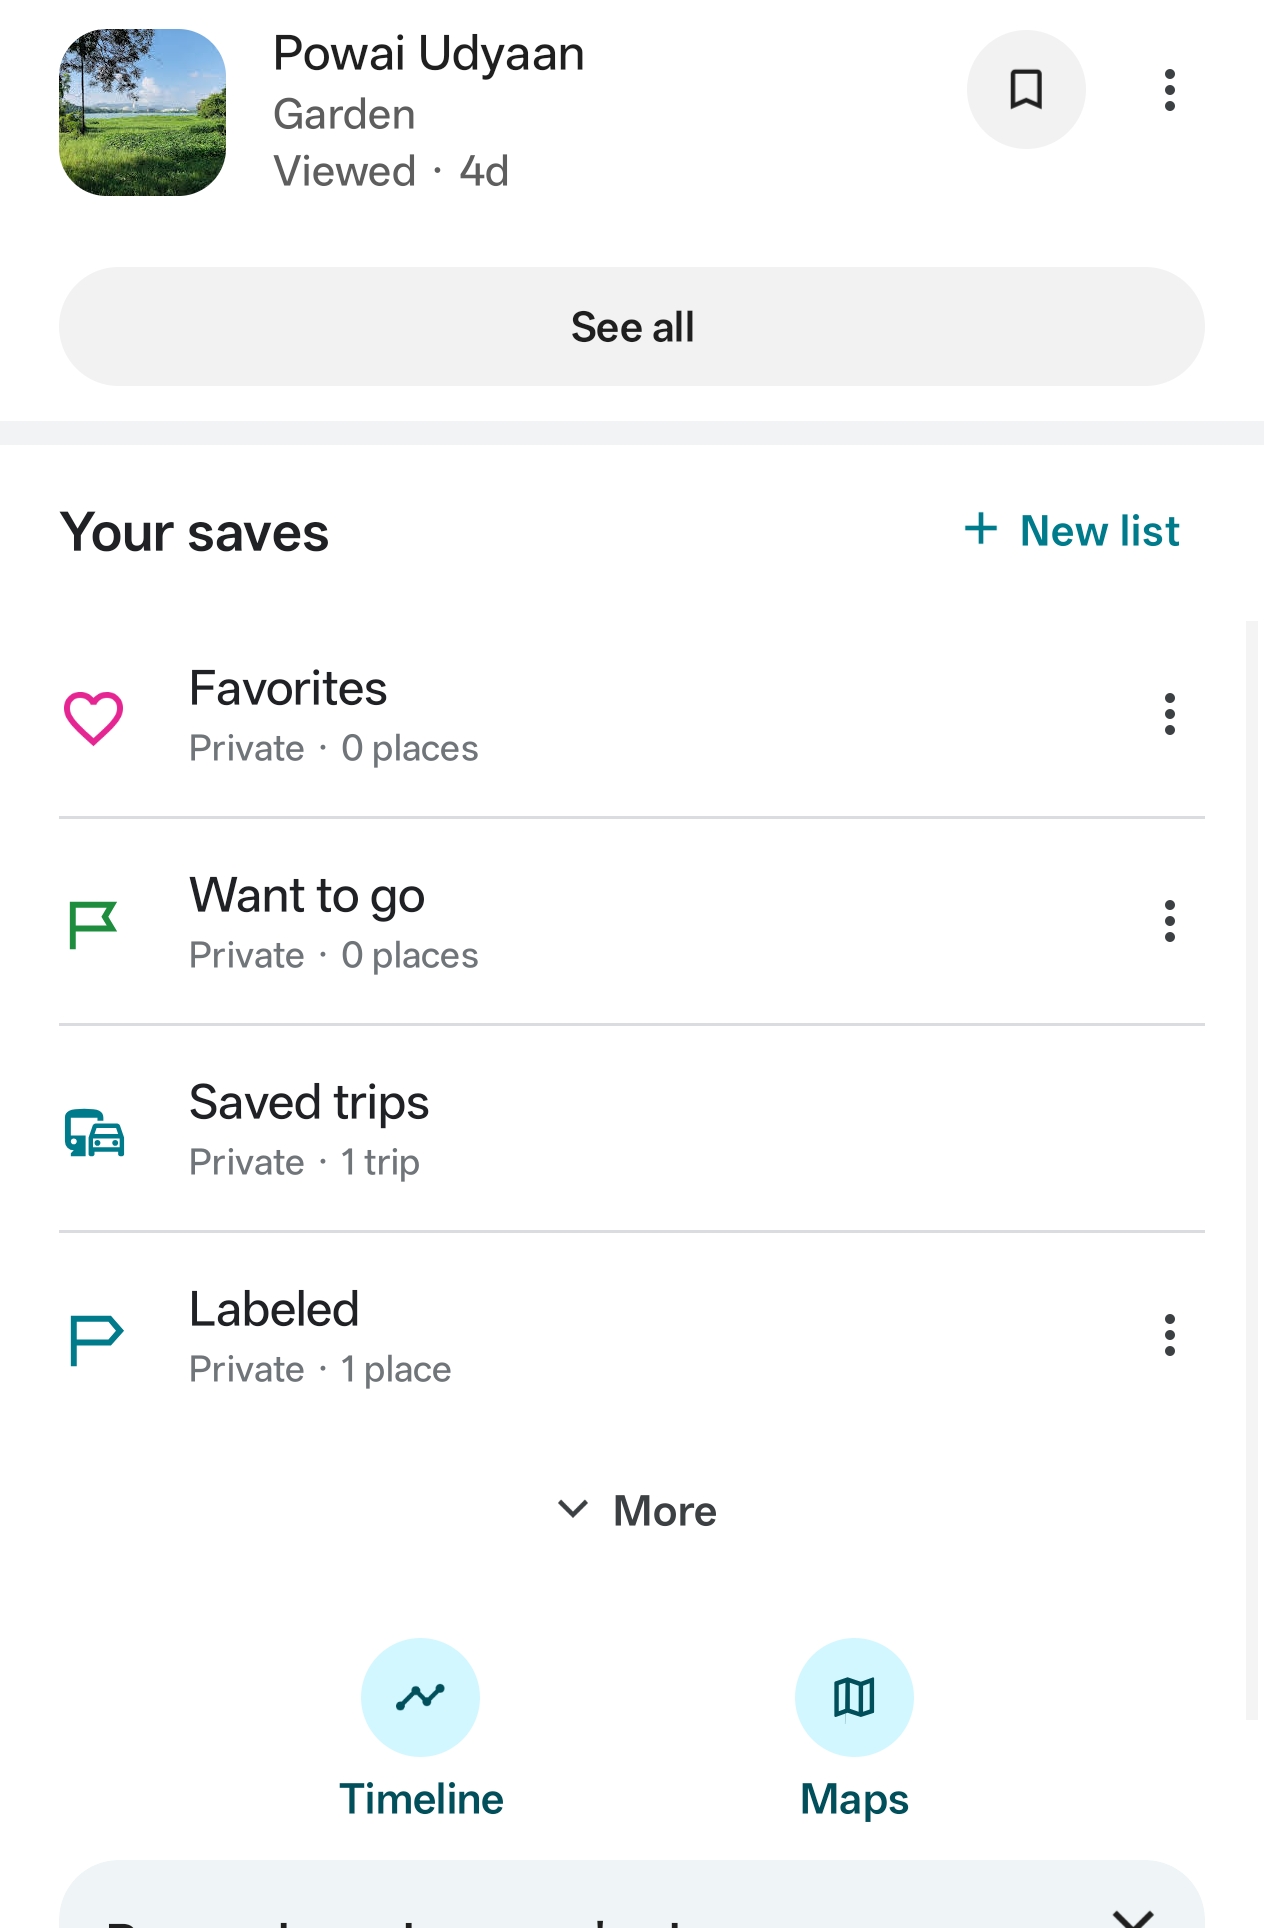 Powai Udyaan
Garden
Viewed · 4d
See all
Your saves
+ New list
Favorites
Private · 0 places
Want to go
Private · 0 places
Saved trips
Private · 1 trip
Labeled
Private · 1 place
More
Timeline
Maps